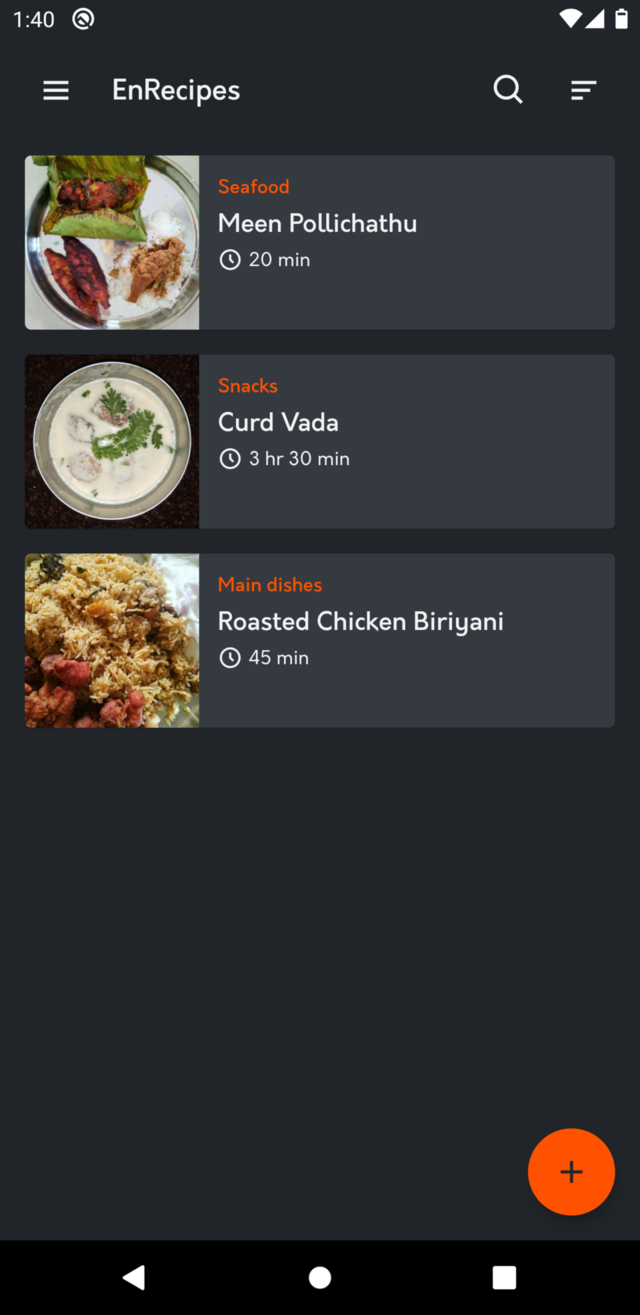 1:40
EnRecipes
Seafood
Meen Pollichathu
20 min
Snacks
Curd Vada
3 hr 30 min
Main dishes
Roasted Chicken Biriyani
45 min